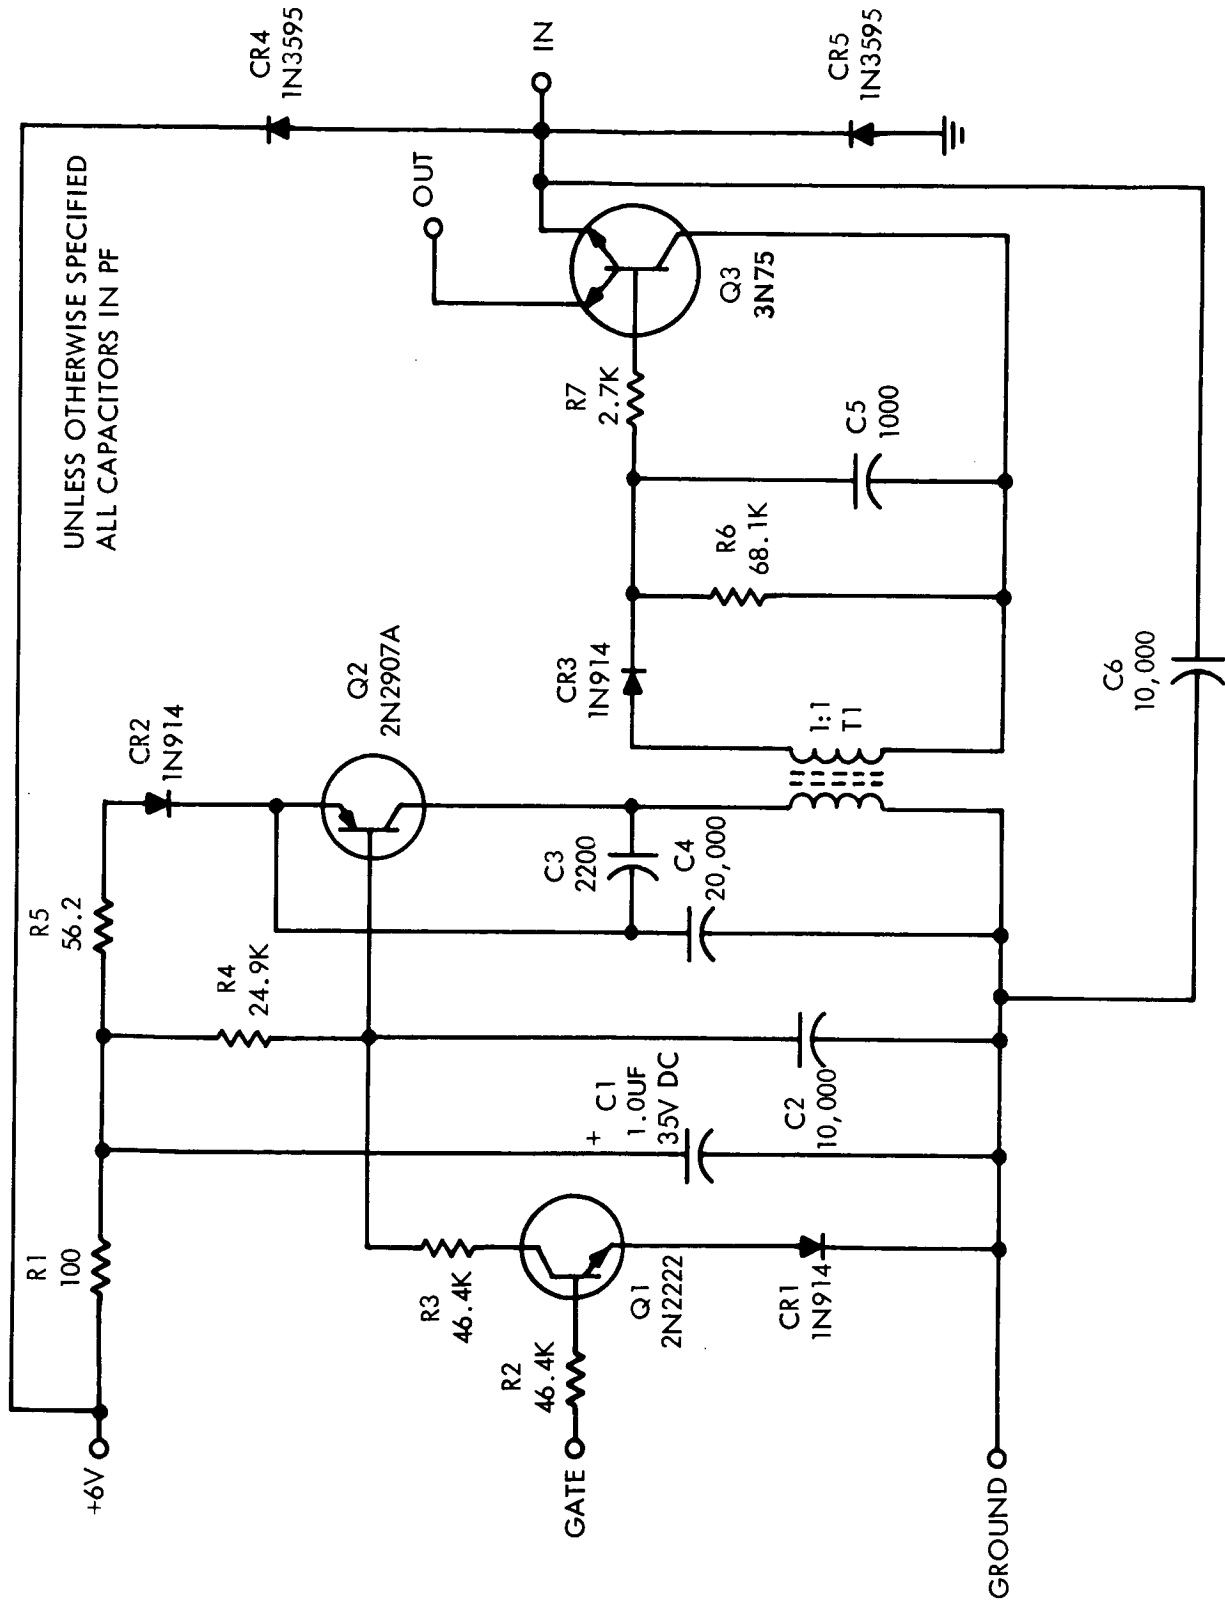 UNLESS OTHERWISE SPECIFIED
ALL CAPACITORS IN PF
+6V
R1
100
R5
56.2
CR2
1N914
CR4
1N3595
R4
24.9K
Q2
2N2907A
OUT
IN
R3
46.4K
+
C1
1.0UF
35V DC
C3
2200
C4
20,000
CR3
1N914
R7
2.7K
R2
46.4K
GATE
Q1
2N2222
R6
68.1K
Q3
3N75
CR1
1N914
C2
10,000
1:1
T1
C5
1000
CR5
1N3595
GROUND
C6
10,000